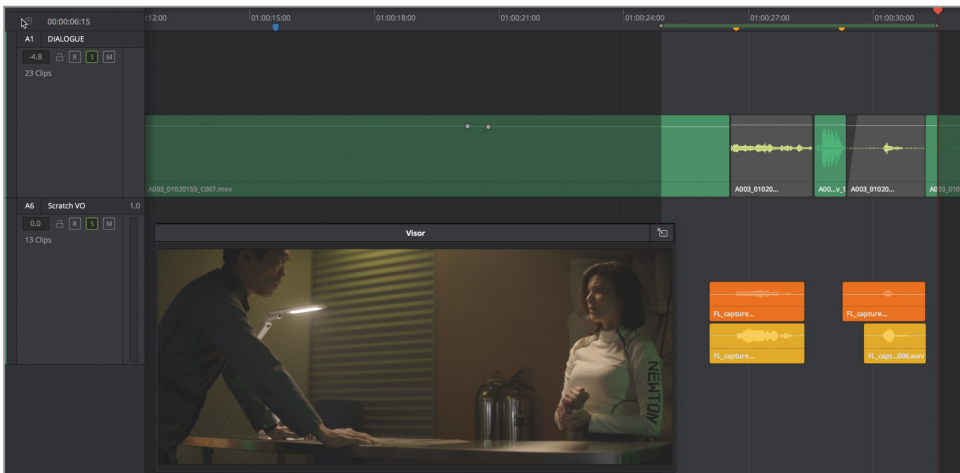 00:00:06:15
:12:00 01:00:15:00 01:00:18:00 01:00:21:00 01:00:24:00 01:00:27:00 01:00:30:00
A1 DIALOGUE
-4.8 R S M
23 Clips
A003_01020155_C007.mov A003_01020... A00...v_1 A003_01020... A003_010
A6 Scratch VO 1.0
0.0 R S M
13 Clips
Visor
NEWTON
FL_capture... FL_capture...
FL_capture... FL_capt...006.wav